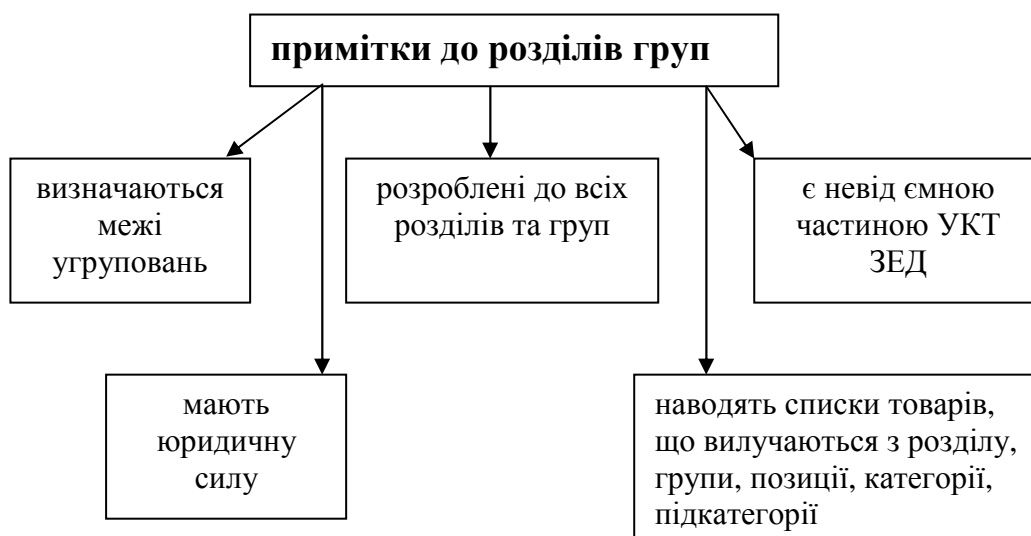 примітки до розділів груп
визначаються
межі
угруповань
розроблені до всіх
розділів та груп
є невід ємною
частиною УКТ
ЗЕД
мають
юридичну
силу
наводять списки товарів,
що вилучаються з розділу,
групи, позиції, категорії,
підкатегорії